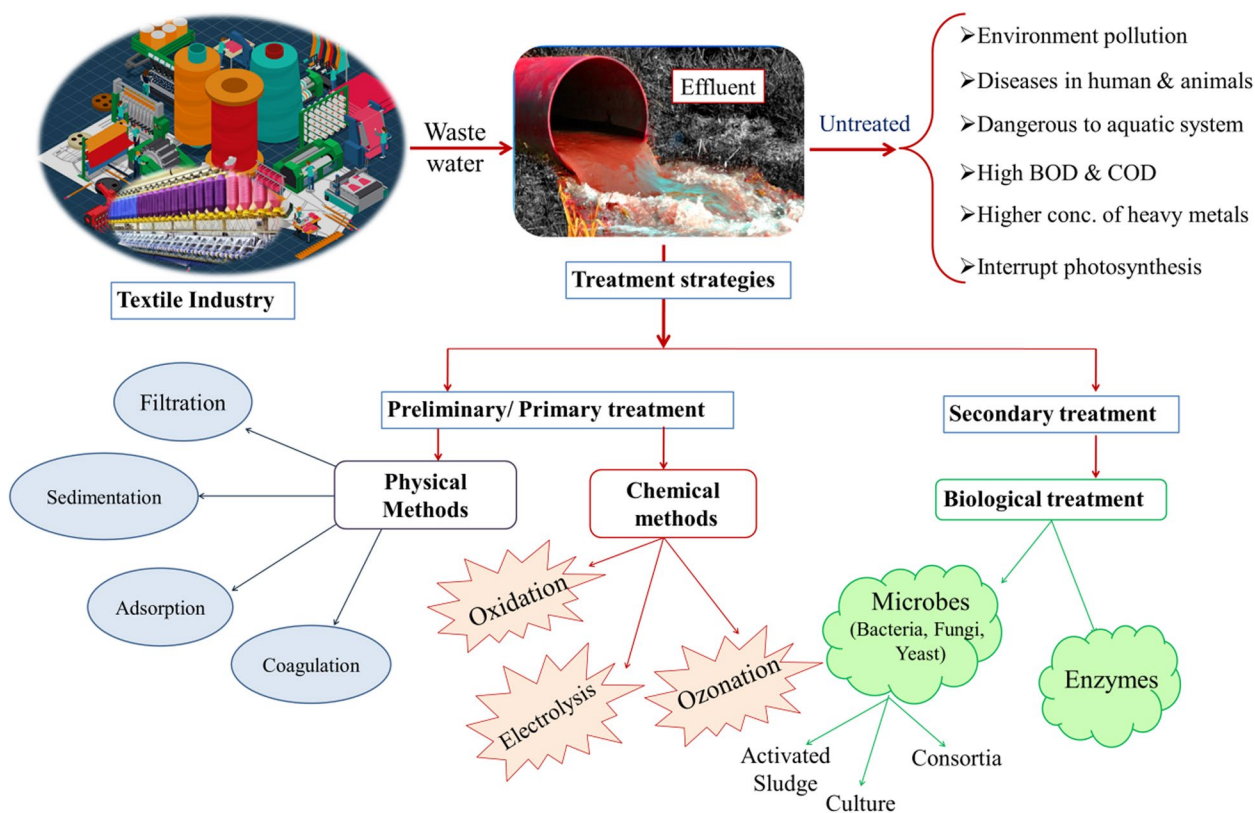 Effluent
Waste
water
Untreated
➢Environment pollution
➢Diseases in human & animals
➢Dangerous to aquatic system
➢High BOD & COD
➢Higher conc. of heavy metals
➢Interrupt photosynthesis
Textile Industry
Treatment strategies
Preliminary/ Primary treatment
Secondary treatment
Filtration
Sedimentation
Adsorption
Coagulation
Physical
Methods
Chemical
methods
Oxidation
Electrolysis
Ozonation
Biological treatment
Microbes
(Bacteria, Fungi,
Yeast)
Enzymes
Activated
Sludge
Culture
Consortia